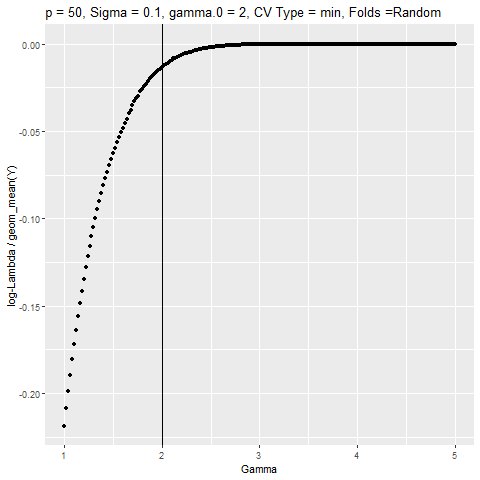 p = 50, Sigma = 0.1, gamma.0 = 2, CV Type = min, Folds =Random
log-Lambda / geom_mean(Y)
0.00
-0.05
-0.10
-0.15
-0.20
1 2 3 4 5
Gamma